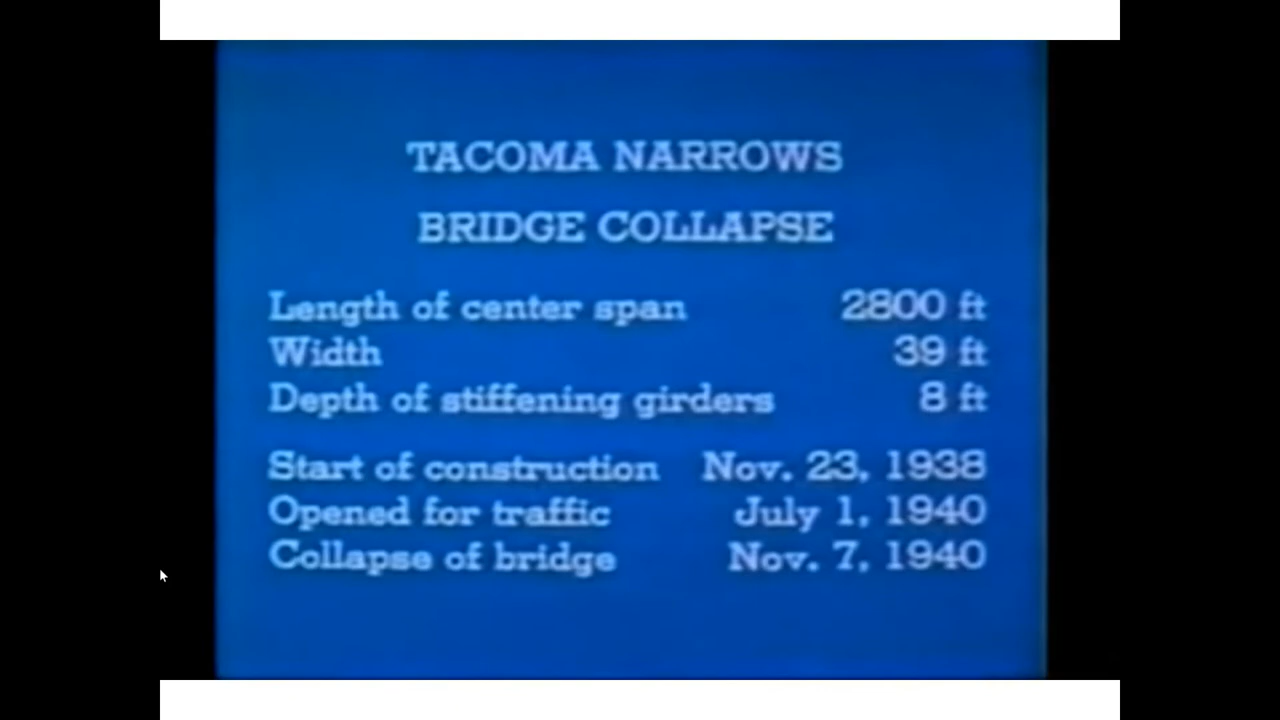 TACOMA NARROWS
BRIDGE COLLAPSE
Length of center span 2800 ft
Width 39 ft
Depth of stiffening girders 8 ft
Start of construction Nov. 23, 1938
Opened for traffic July 1, 1940
Collapse of bridge Nov. 7, 1940